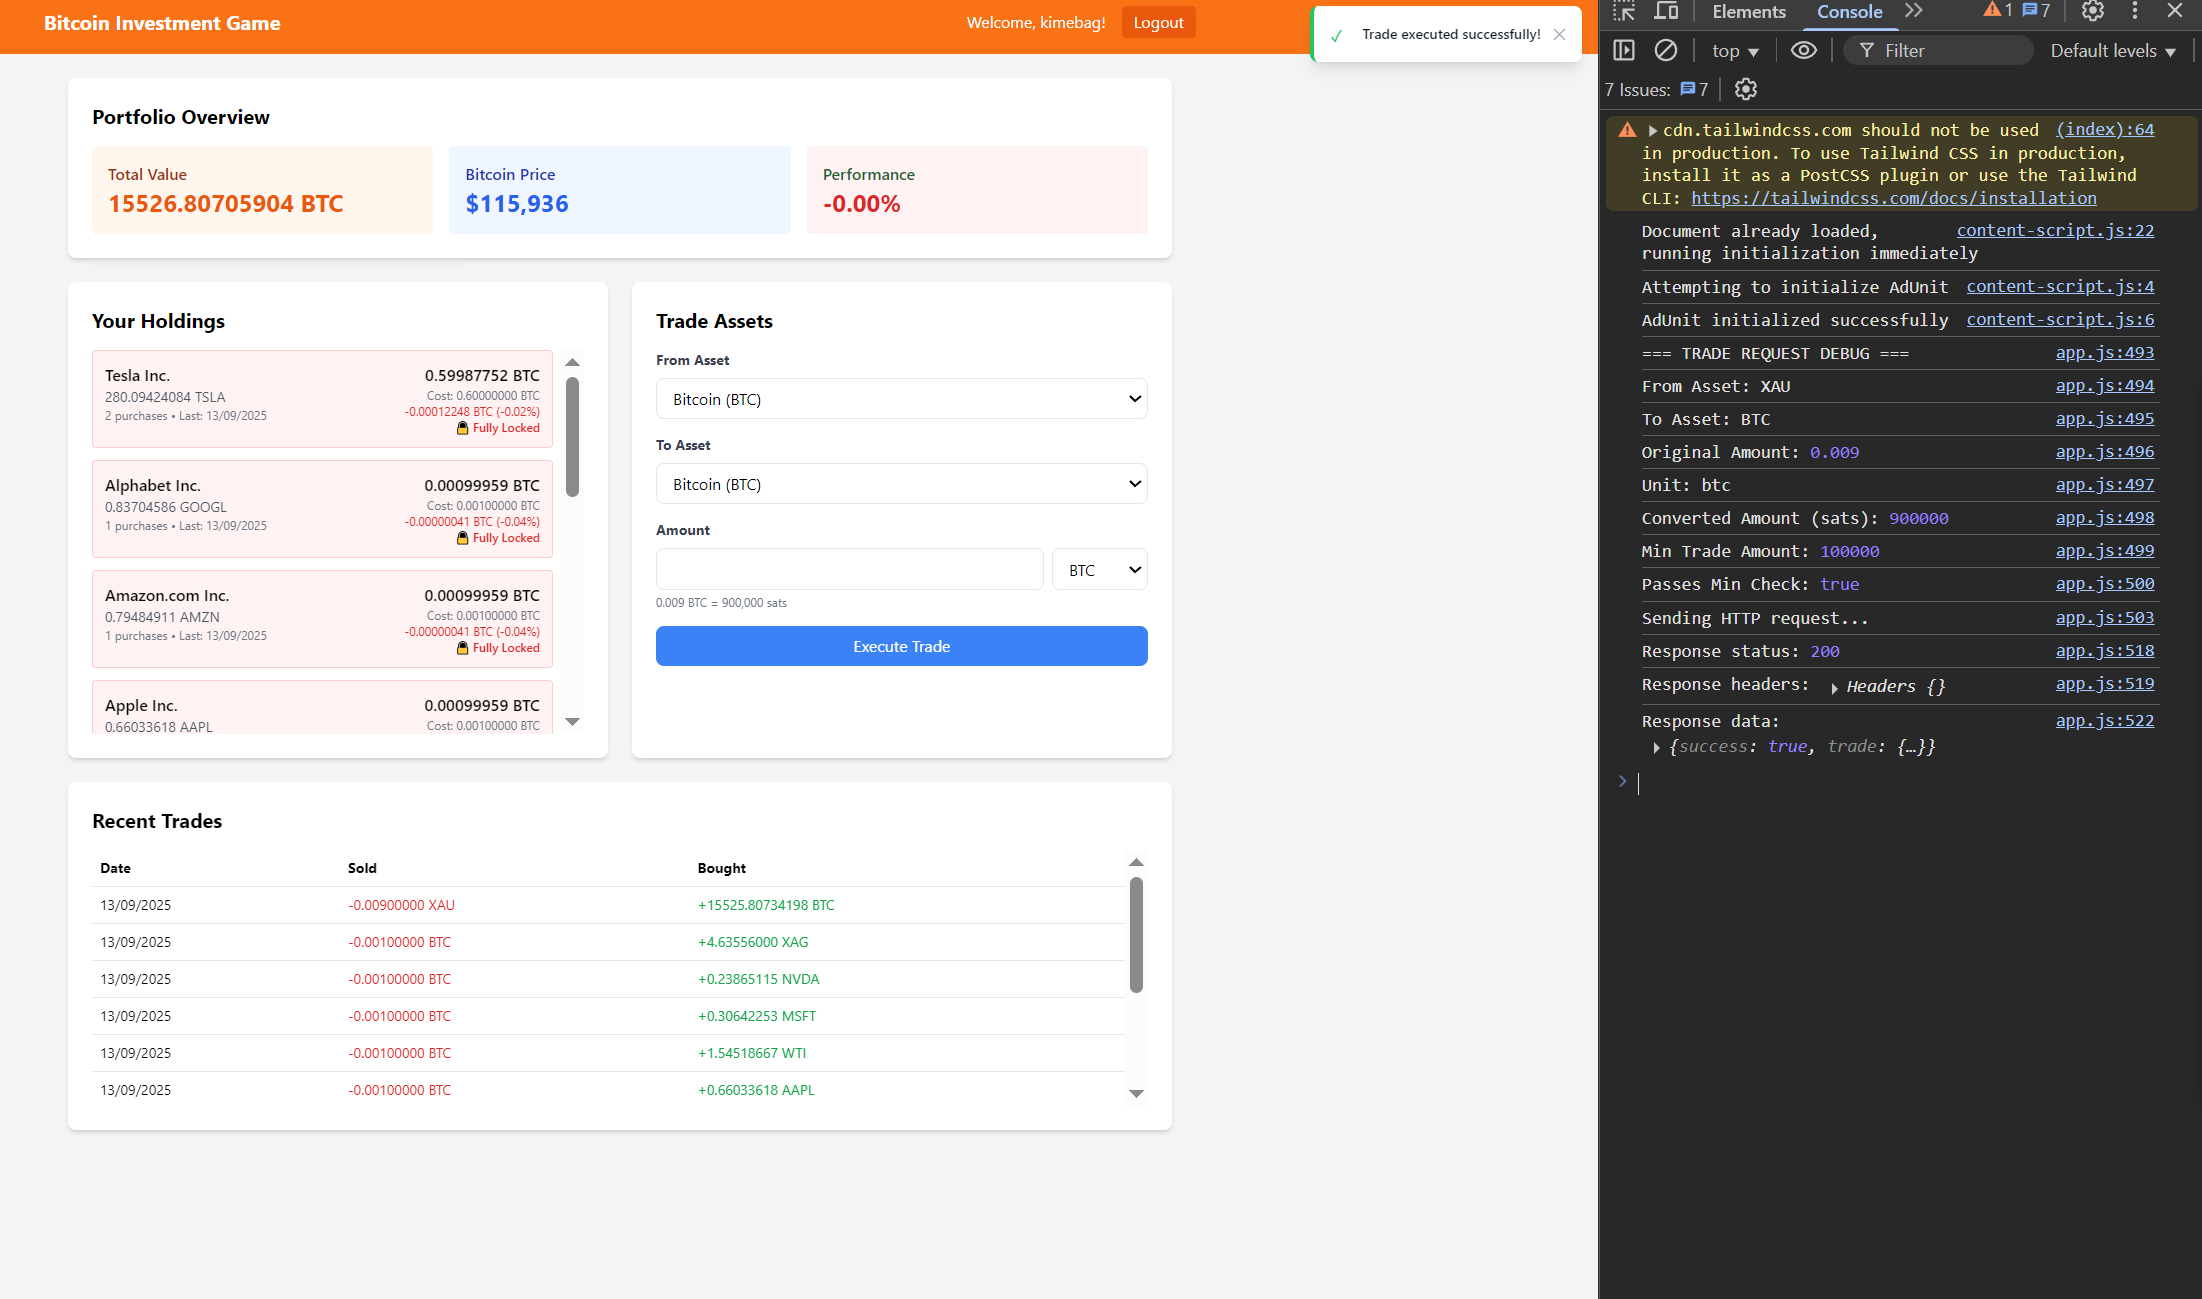 Bitcoin Investment Game
Welcome, kimebag!
Logout
Trade executed successfully!
Portfolio Overview
Total Value
15526.80705904 BTC
Bitcoin Price
$115,936
Performance
-0.00%
Your Holdings
Tesla Inc.
0.59987752 BTC
280.09424084 TSLA
Cost: 0.60000000 BTC
2 purchases • Last: 13/09/2025
-0.00012248 BTC (-0.02%)
Fully Locked
Alphabet Inc.
0.00099959 BTC
0.83704586 GOOGL
Cost: 0.00100000 BTC
1 purchases • Last: 13/09/2025
-0.00000041 BTC (-0.04%)
Fully Locked
Amazon.com Inc.
0.00099959 BTC
0.79484911 AMZN
Cost: 0.00100000 BTC
1 purchases • Last: 13/09/2025
-0.00000041 BTC (-0.04%)
Fully Locked
Apple Inc.
0.00099959 BTC
0.66033618 AAPL
Cost: 0.00100000 BTC
Trade Assets
From Asset
Bitcoin (BTC)
To Asset
Bitcoin (BTC)
Amount
BTC
0.009 BTC = 900,000 sats
Execute Trade
Recent Trades
Date Sold Bought
13/09/2025 -0.00900000 XAU +15525.80734198 BTC
13/09/2025 -0.00100000 BTC +4.63556000 XAG
13/09/2025 -0.00100000 BTC +0.23865115 NVDA
13/09/2025 -0.00100000 BTC +0.30642253 MSFT
13/09/2025 -0.00100000 BTC +1.54518667 WTI
13/09/2025 -0.00100000 BTC +0.66033618 AAPL
Elements Console 1 7
top Filter Default levels
7 Issues: 7
cdn.tailwindcss.com should not be used (index):64
in production. To use Tailwind CSS in production,
install it as a PostCSS plugin or use the Tailwind
CLI: https://tailwindcss.com/docs/installation
Document already loaded, content-script.js:22
running initialization immediately
Attempting to initialize AdUnit content-script.js:4
AdUnit initialized successfully content-script.js:6
=== TRADE REQUEST DEBUG === app.js:493
From Asset: XAU app.js:494
To Asset: BTC app.js:495
Original Amount: 0.009 app.js:496
Unit: btc app.js:497
Converted Amount (sats): 900000 app.js:498
Min Trade Amount: 100000 app.js:499
Passes Min Check: true app.js:500
Sending HTTP request... app.js:503
Response status: 200 app.js:518
Response headers: Headers {} app.js:519
Response data: app.js:522
{success: true, trade: {…}}